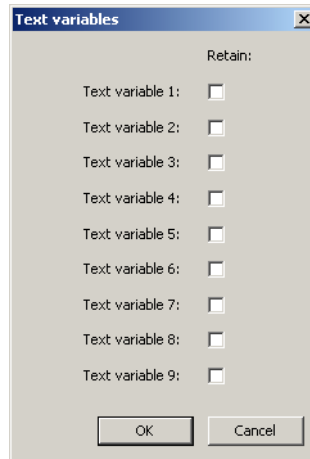 Text variables
Retain:
Text variable 1:
Text variable 2:
Text variable 3:
Text variable 4:
Text variable 5:
Text variable 6:
Text variable 7:
Text variable 8:
Text variable 9:
OK Cancel